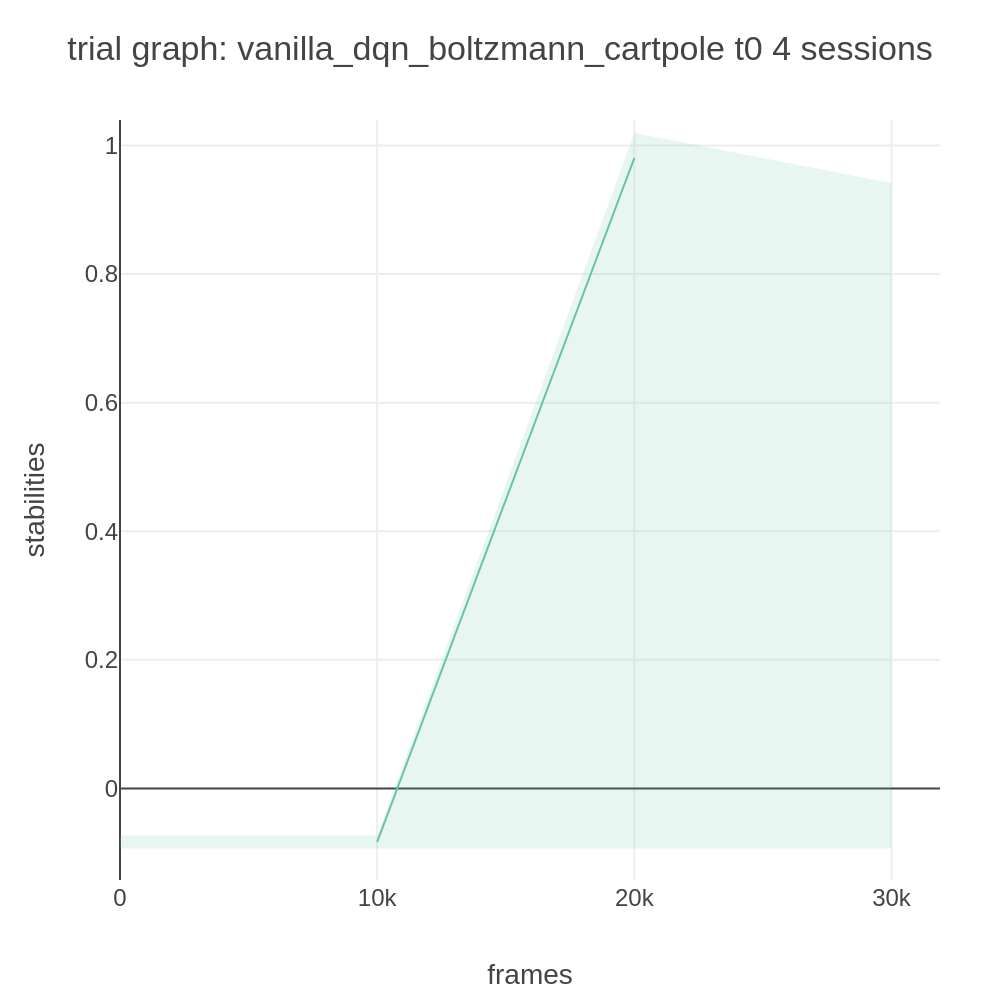 trial graph: vanilla_dqn_boltzmann_cartpole t0 4 sessions
1
0.8
0.6
0.4
0.2
0
stabilities
0 10k 20k 30k
frames